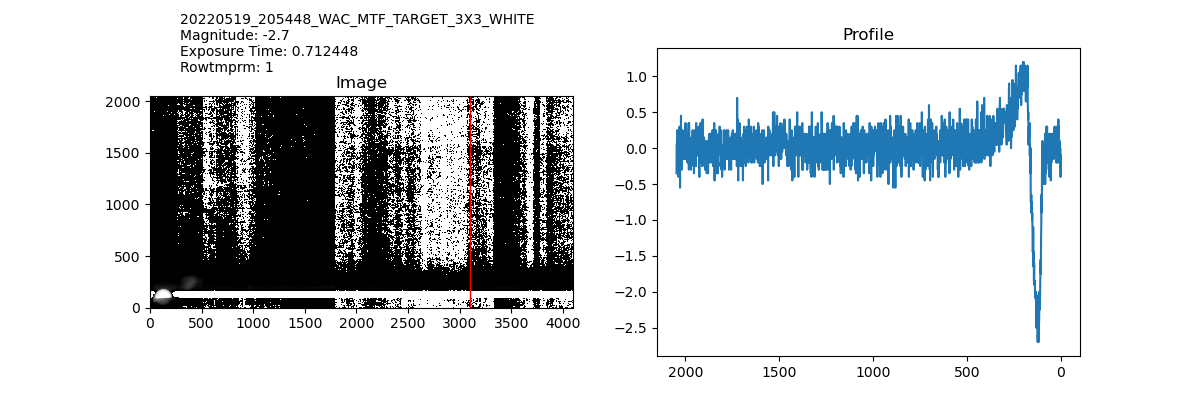 20220519_205448_WAC_MTF_TARGET_3X3_WHITE
Magnitude: -2.7
Exposure Time: 0.712448
Rowtmprm: 1
Image
2000
1500
1000
500
0
0 500 1000 1500 2000 2500 3000 3500 4000
Profile
1.0
0.5
0.0
−0.5
−1.0
−1.5
−2.0
−2.5
2000 1500 1000 500 0